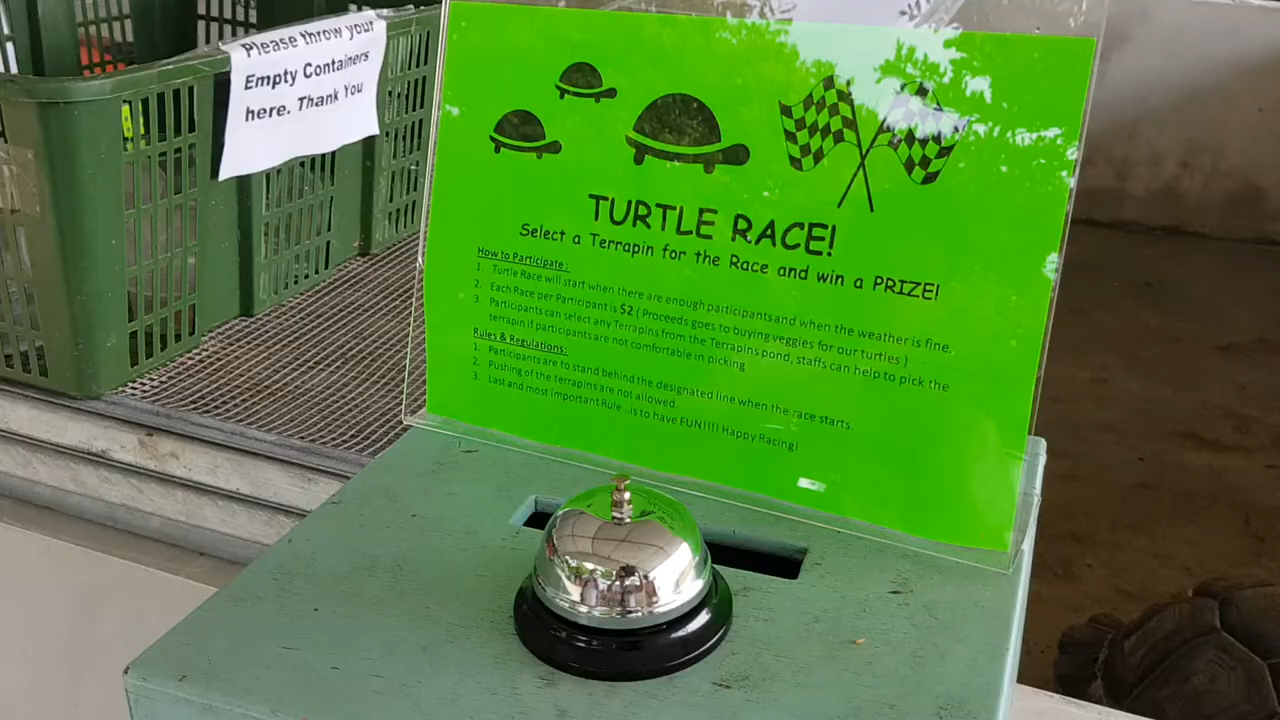 Please throw your
Empty Containers
here. Thank You
TURTLE RACE!
Select a Terrapin for the Race and win a PRIZE!
How to Participate:
1. Turtle Race will start when there are enough participants and when the weather is fine.
2. Each Race per Participant is $2 ( Proceeds goes to buying veggies for our turtles )
3. Participants can select any Terrapins from the Terrapins pond, staffs can help to pick the
terrapin if participants are not comfortable in picking
Rules & Regulations:
1. Participants are to stand behind the designated line when the race starts.
2. Pushing of the terrapins are not allowed.
3. Last and most important Rule...is to have FUN!!!! Happy Racing!